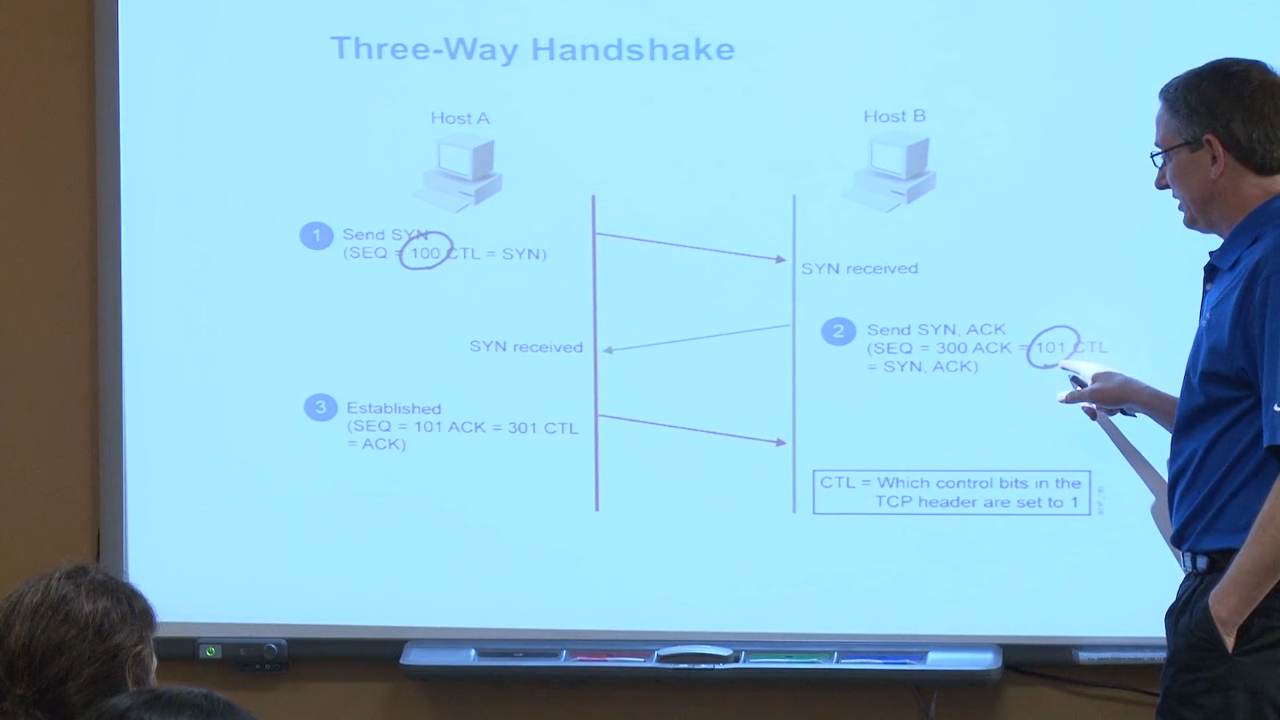 Three-Way Handshake
Host A
Host B
1
Send SYN
(SEQ = 100 CTL = SYN)
SYN received
2
Send SYN, ACK
(SEQ = 300 ACK = 101 CTL
= SYN, ACK)
SYN received
3
Established
(SEQ = 101 ACK = 301 CTL
= ACK)
CTL = Which control bits in the
TCP header are set to 1